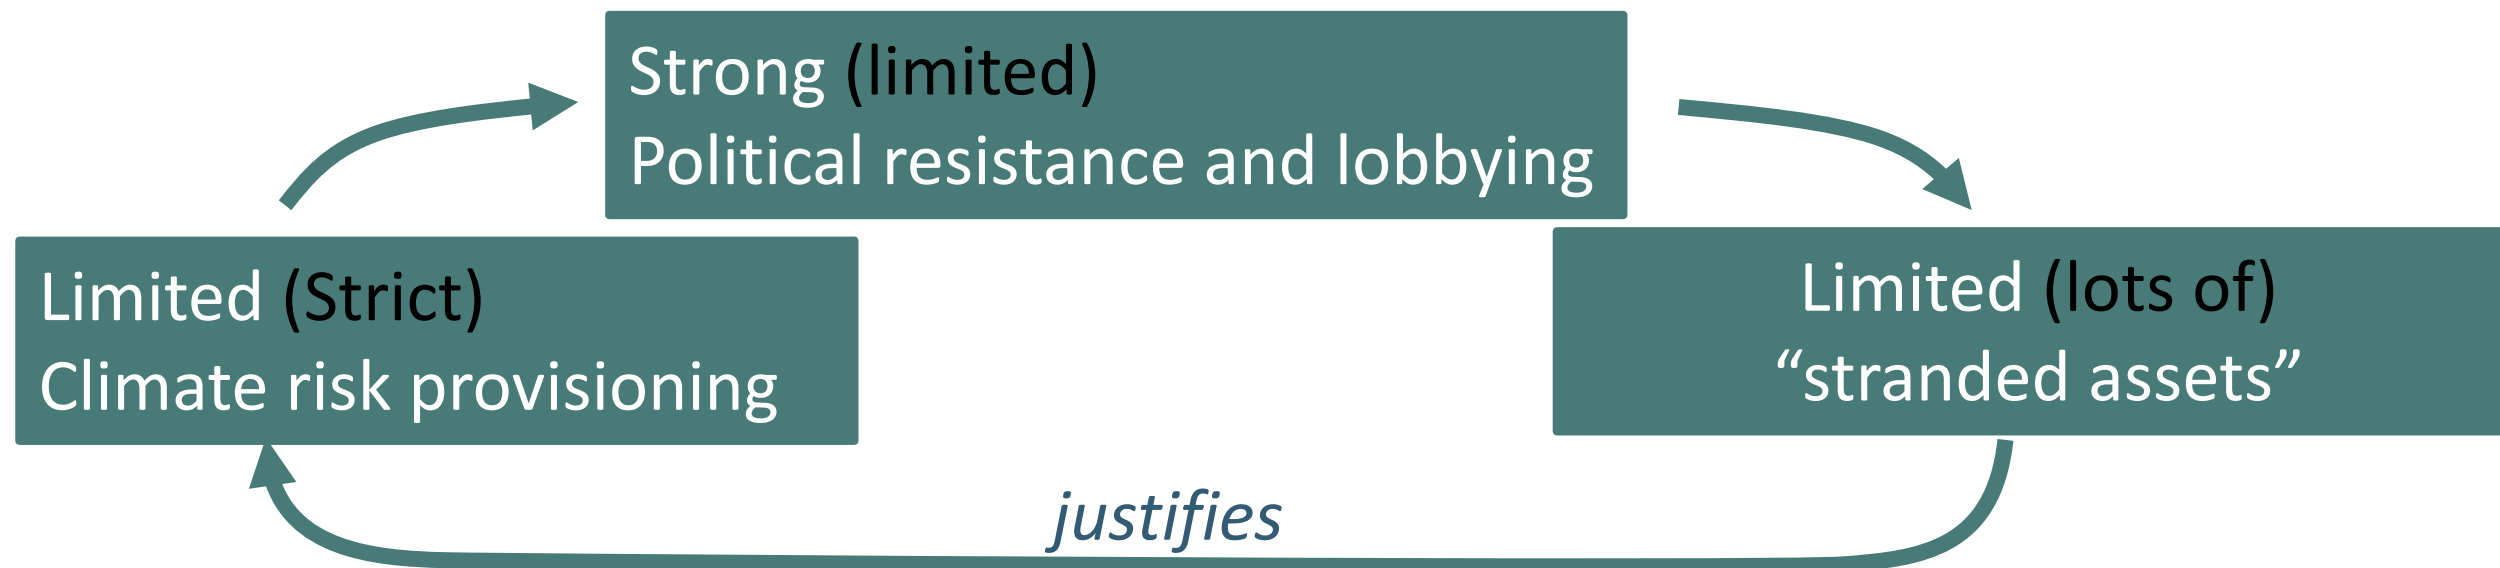 Strong (limited)
Political resistance and lobbying
Limited (Strict)
Climate risk provisioning
Limited (lots of)
“stranded assets”
justifies